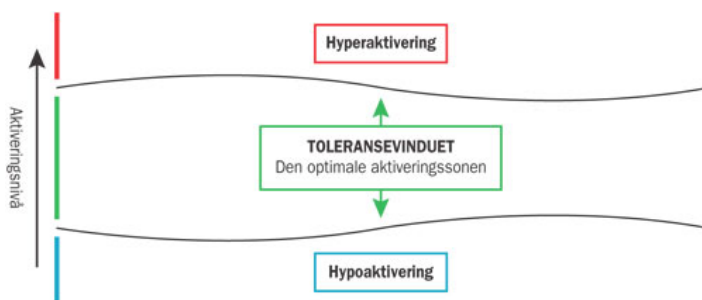 Hyperaktivering
Aktiveringsnivå
TOLERANSEVINDUET
Den optimale aktiveringssonen
Hypoaktivering